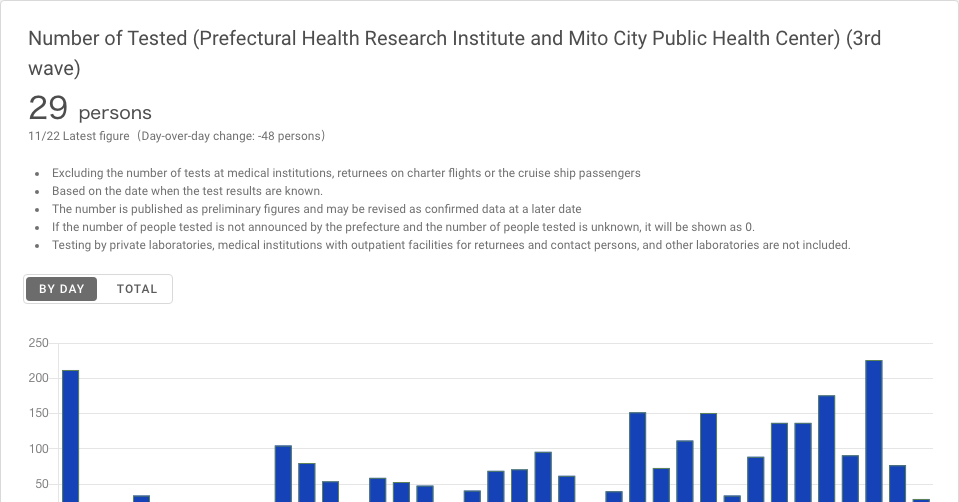 Number of Tested (Prefectural Health Research Institute and Mito City Public Health Center) (3rd
wave)
29 persons
11/22 Latest figure（Day-over-day change: -48 persons）
• Excluding the number of tests at medical institutions, returnees on charter flights or the cruise ship passengers
• Based on the date when the test results are known.
• The number is published as preliminary figures and may be revised as confirmed data at a later date
• If the number of people tested is not announced by the prefecture and the number of people tested is unknown, it will be shown as 0.
• Testing by private laboratories, medical institutions with outpatient facilities for returnees and contact persons, and other laboratories are not included.
BY DAY TOTAL
250
200
150
100
50